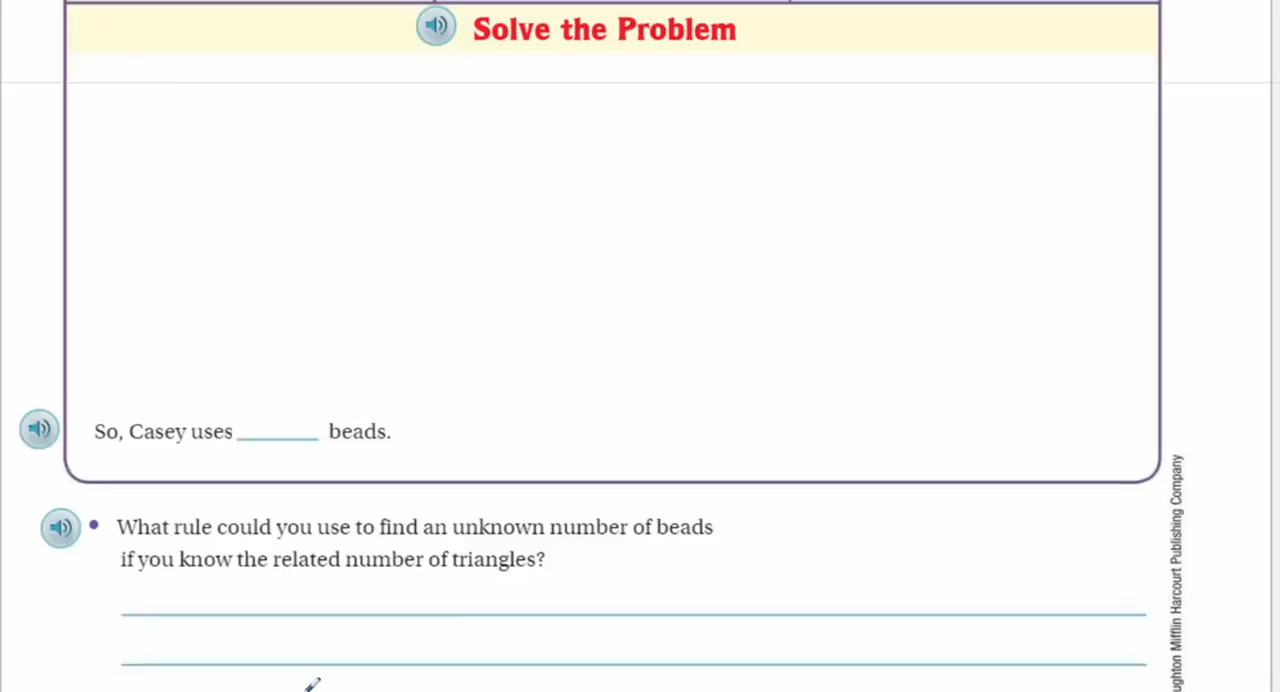 Solve the Problem
So, Casey uses ________ beads.
• What rule could you use to find an unknown number of beads
if you know the related number of triangles?
ughton Mifflin Harcourt Publishing Company